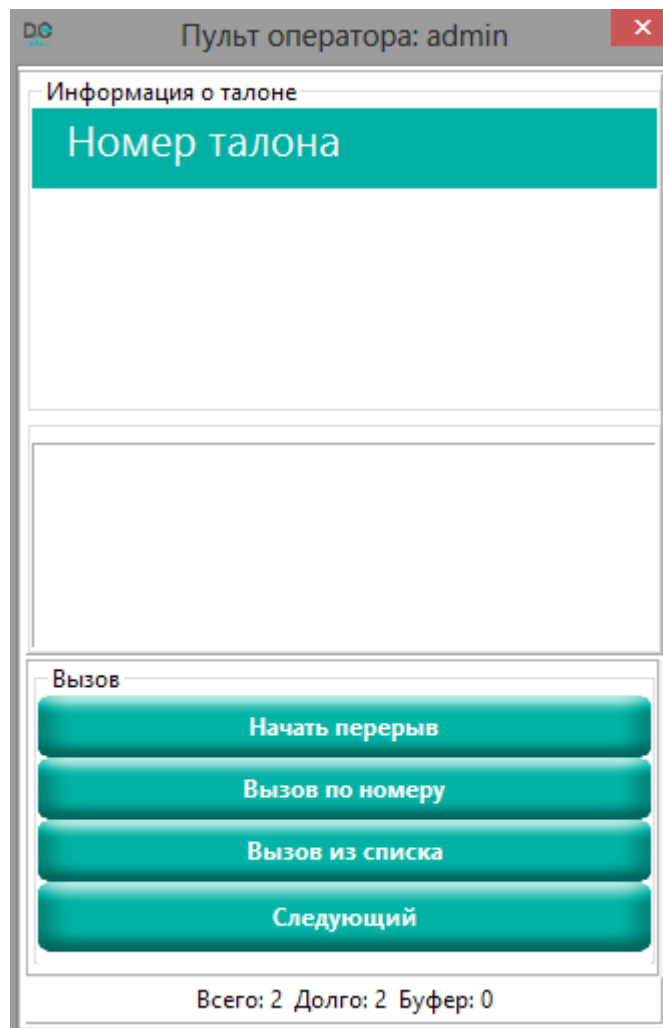 Пульт оператора: admin
Информация о талоне
Номер талона
Вызов
Начать перерыв
Вызов по номеру
Вызов из списка
Следующий
Всего: 2 Долго: 2 Буфер: 0